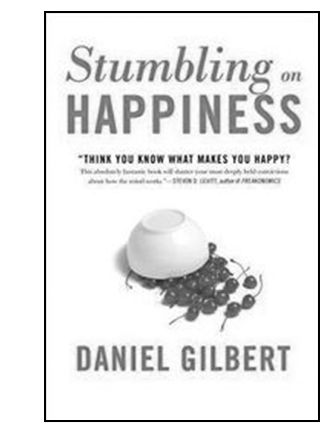 Stumbling on
HAPPINESS
"THINK YOU KNOW WHAT MAKES YOU HAPPY?
This absolutely fantastic book will shatter your most deeply held convictions
about how the mind works." —STEVEN D. LEVITT, author of FREAKONOMICS
DANIEL GILBERT